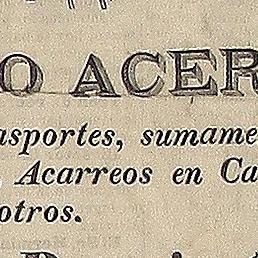 O ACER
asportes, sumame
Acarreos en Ca
otros.